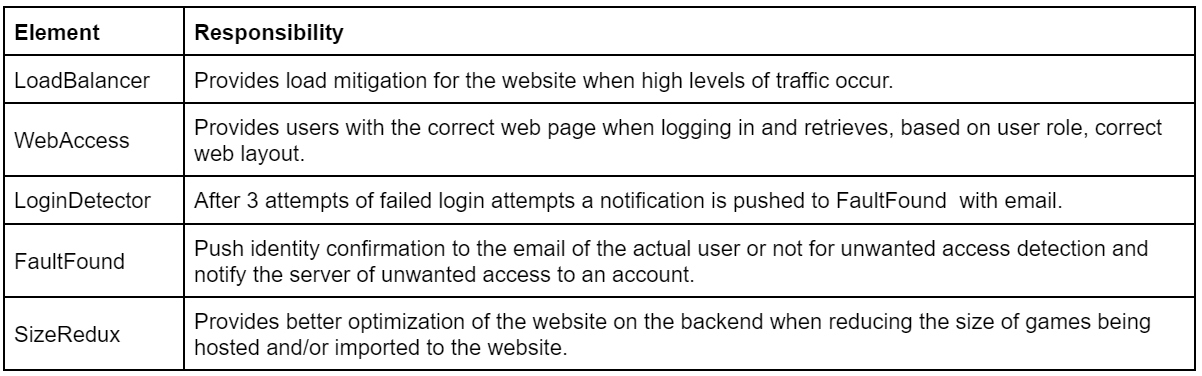 Element Responsibility
LoadBalancer Provides load mitigation for the website when high levels of traffic occur.
WebAccess Provides users with the correct web page when logging in and retrieves, based on user role, correct
web layout.
LoginDetector After 3 attempts of failed login attempts a notification is pushed to FaultFound  with email.
FaultFound Push identity confirmation to the email of the actual user or not for unwanted access detection and
notify the server of unwanted access to an account.
SizeRedux Provides better optimization of the website on the backend when reducing the size of games being
hosted and/or imported to the website.